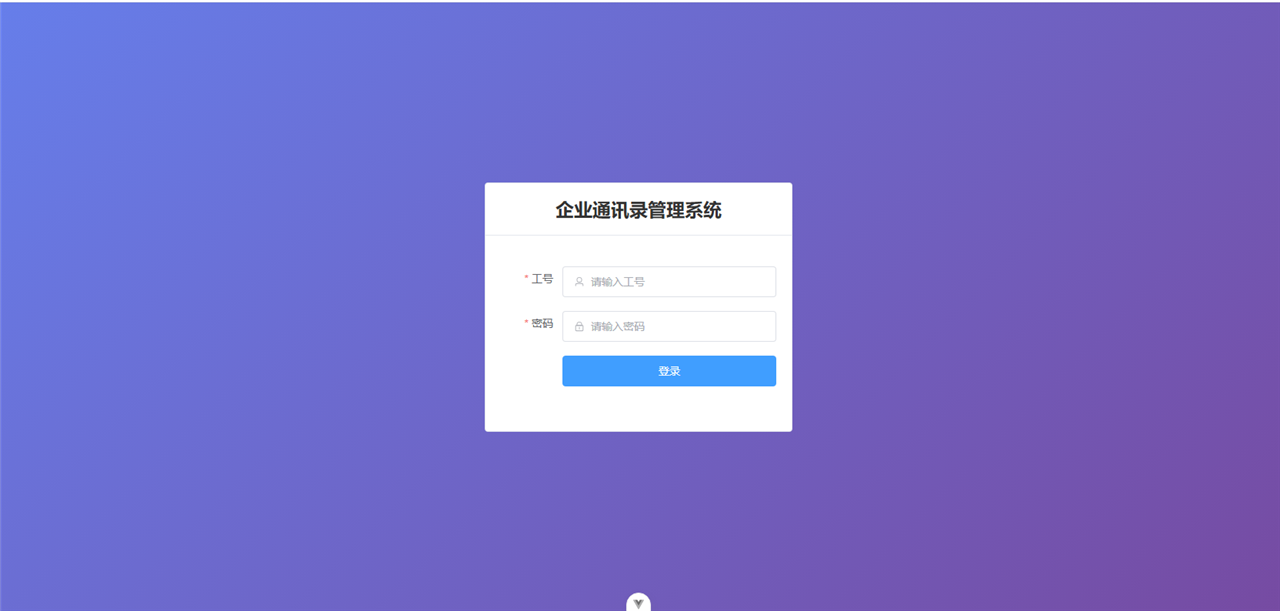 企业通讯录管理系统
* 工号
请输入工号
* 密码
请输入密码
登录